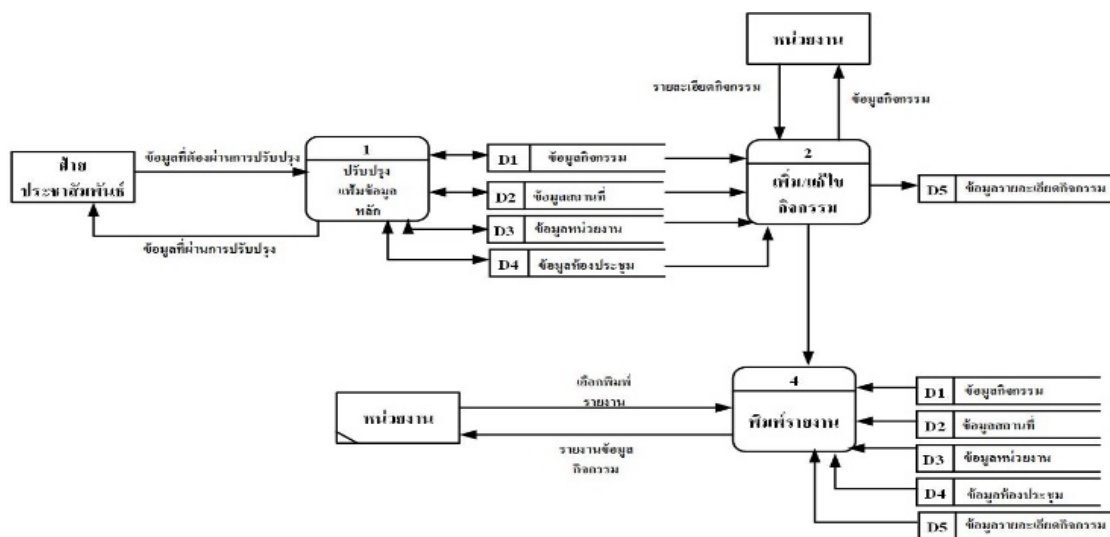 หน่วยงาน
รายละเอียดกิจกรรม
ข้อมูลกิจกรรม
ฝ่าย
ประชาสัมพันธ์
ข้อมูลที่ต้องผ่านการปรับปรุง
ข้อมูลที่ผ่านการปรับปรุง
1
ปรับปรุง
แฟ้มข้อมูล
หลัก
D1 ข้อมูลกิจกรรม
D2 ข้อมูลสถานที่
D3 ข้อมูลหน่วยงาน
D4 ข้อมูลห้องประชุม
2
เพิ่ม/แก้ไข
กิจกรรม
D5 ข้อมูลรายละเอียดกิจกรรม
หน่วยงาน
เลือกพิมพ์
รายงาน
รายงานข้อมูล
กิจกรรม
4
พิมพ์รายงาน
D1 ข้อมูลกิจกรรม
D2 ข้อมูลสถานที่
D3 ข้อมูลหน่วยงาน
D4 ข้อมูลห้องประชุม
D5 ข้อมูลรายละเอียดกิจกรรม